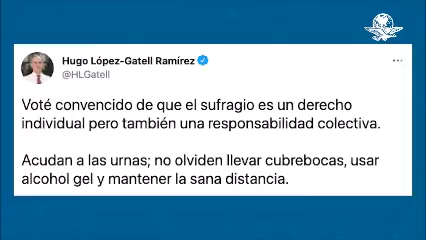 Hugo López-Gatell Ramírez
@HLGatell
Voté convencido de que el sufragio es un derecho
individual pero también una responsabilidad colectiva.
Acudan a las urnas; no olviden llevar cubrebocas, usar
alcohol gel y mantener la sana distancia.